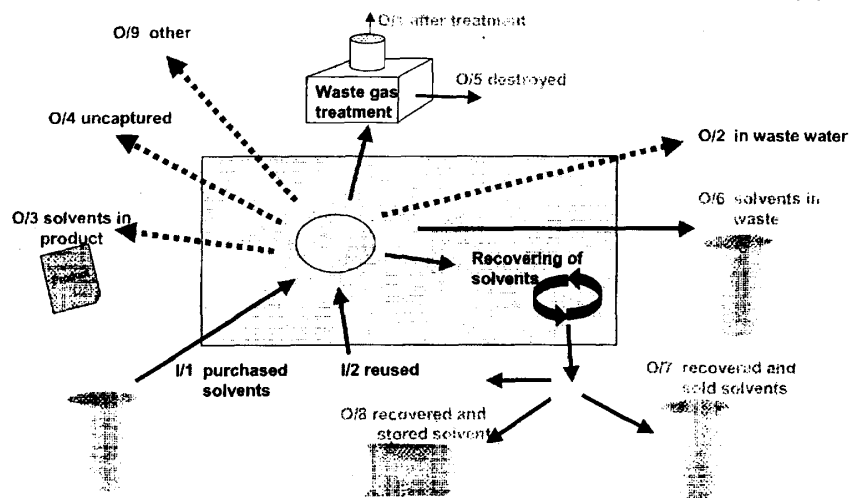 O/1 after treatment
O/9 other
O/5 destroyed
Waste gas
treatment
O/4 uncaptured
O/2 in waste water
O/6 solvents in
waste
O/3 solvents in
product
Recovering of
solvents
I/1 purchased
solvents
I/2 reused
O/7 recovered and
sold solvents
O/8 recovered and
stored solvent